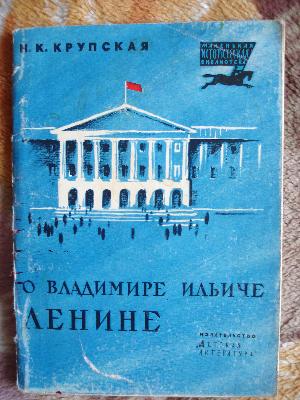 Н. К. КРУПСКАЯ
МАЛЕНЬКАЯ
ИСТОРИЧЕСКАЯ
БИБЛИОТЕКА
О ВЛАДИМИРЕ ИЛЬИЧЕ
ЛЕНИНЕ
ИЗДАТЕЛЬСТВО
ДЕТСКАЯ
ЛИТЕРАТУРА